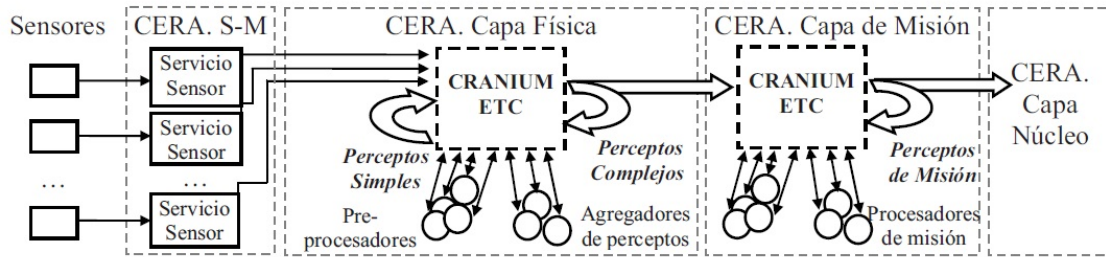 Sensores
CERA. S-M
Servicio
Sensor
Servicio
Sensor
...
...
Servicio
Sensor
CERA. Capa Física
CRANIUM
ETC
Perceptos
Simples
Perceptos
Complejos
Pre-
procesadores
Agregadores
de perceptos
CERA. Capa de Misión
CRANIUM
ETC
Perceptos
de Misión
Procesadores
de misión
CERA.
Capa
Núcleo